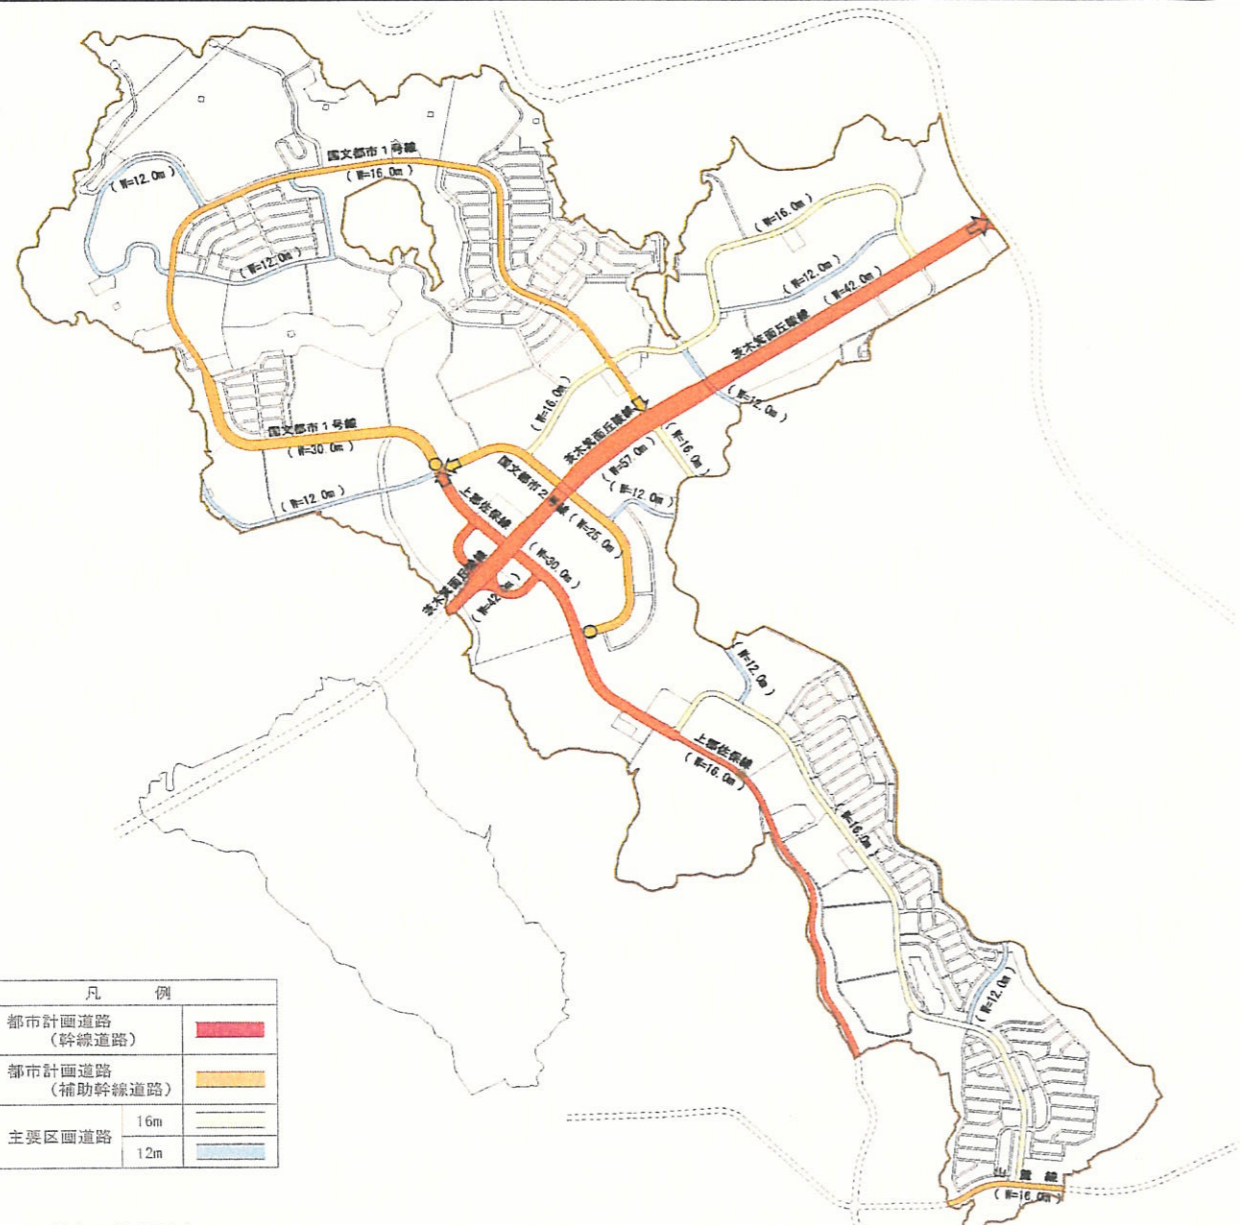 国文都市１号線
( W=16.0m )
( W=12.0m )
( W=12.0m )
( W=16.0m )
( W=12.0m )
( W=42.0m )
茨木箕面丘陵線
( W=12.0m )
( W=16.0m )
茨木箕面丘陵線
( W=57.0m )
( W=16.0m )
( W=12.0m )
国文都市１号線
( W=30.0m )
国文都市２号線
( W=25.0m )
( W=12.0m )
上郡佐保線
( W=30.0m )
茨木箕面丘陵線
( W=42.0m )
( W=12.0m )
上郡佐保線
( W=16.0m )
( W=16.0m )
( W=12.0m )
( W=16.0m )
凡 例
都市計画道路
(幹線道路)
都市計画道路
(補助幹線道路)
主要区画道路
16m
12m